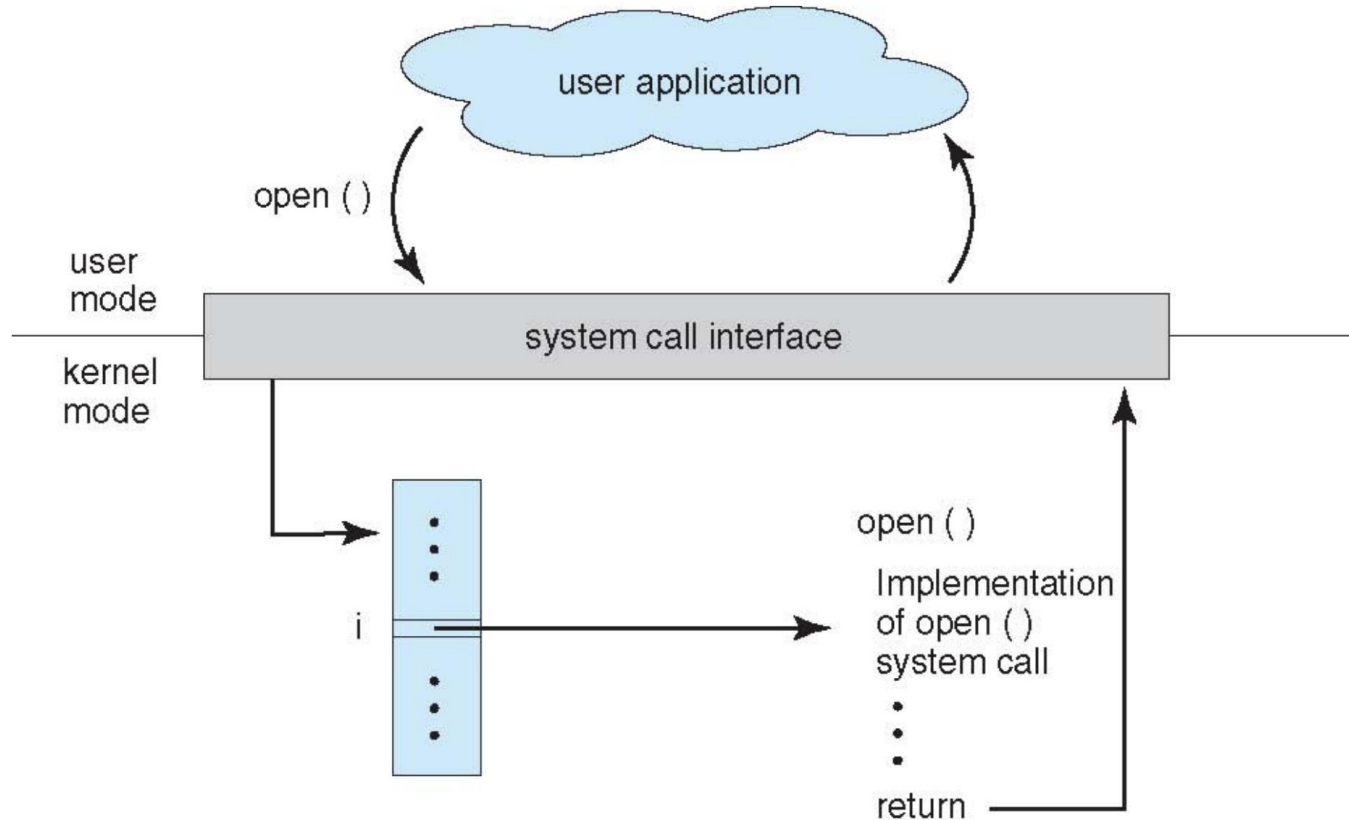 user application
open ( )
user
mode
system call interface
kernel
mode
open ( )
Implementation
of open ( )
system call
i
return